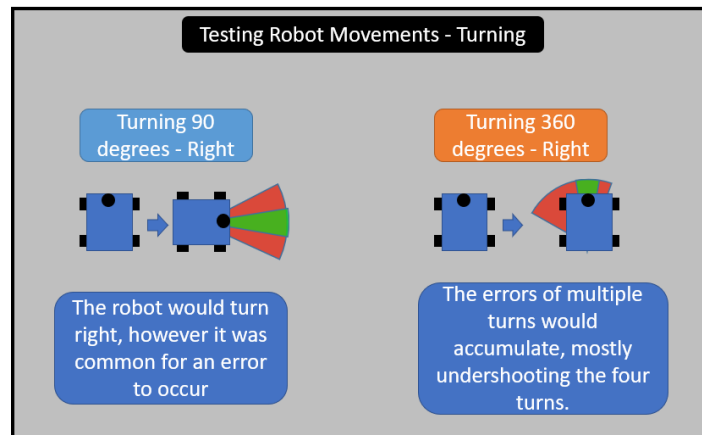 Testing Robot Movements - Turning
Turning 90
degrees - Right
Turning 360
degrees - Right
The robot would turn
right, however it was
common for an error
to occur
The errors of multiple
turns would
accumulate, mostly
undershooting the four
turns.